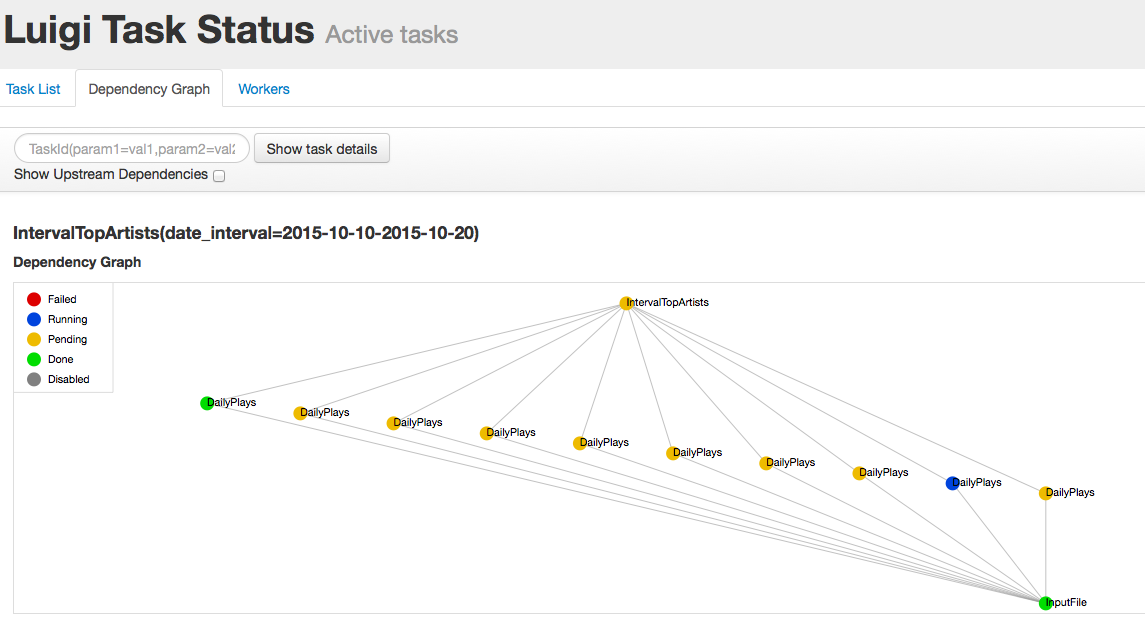 Luigi Task Status Active tasks
Task List Dependency Graph Workers
TaskId(param1=val1,param2=val2 Show task details
Show Upstream Dependencies
IntervalTopArtists(date_interval=2015-10-10-2015-10-20)
Dependency Graph
Failed
Running
Pending
Done
Disabled
IntervalTopArtists
DailyPlays
DailyPlays
DailyPlays
DailyPlays
DailyPlays
DailyPlays
DailyPlays
DailyPlays
DailyPlays
DailyPlays
InputFile